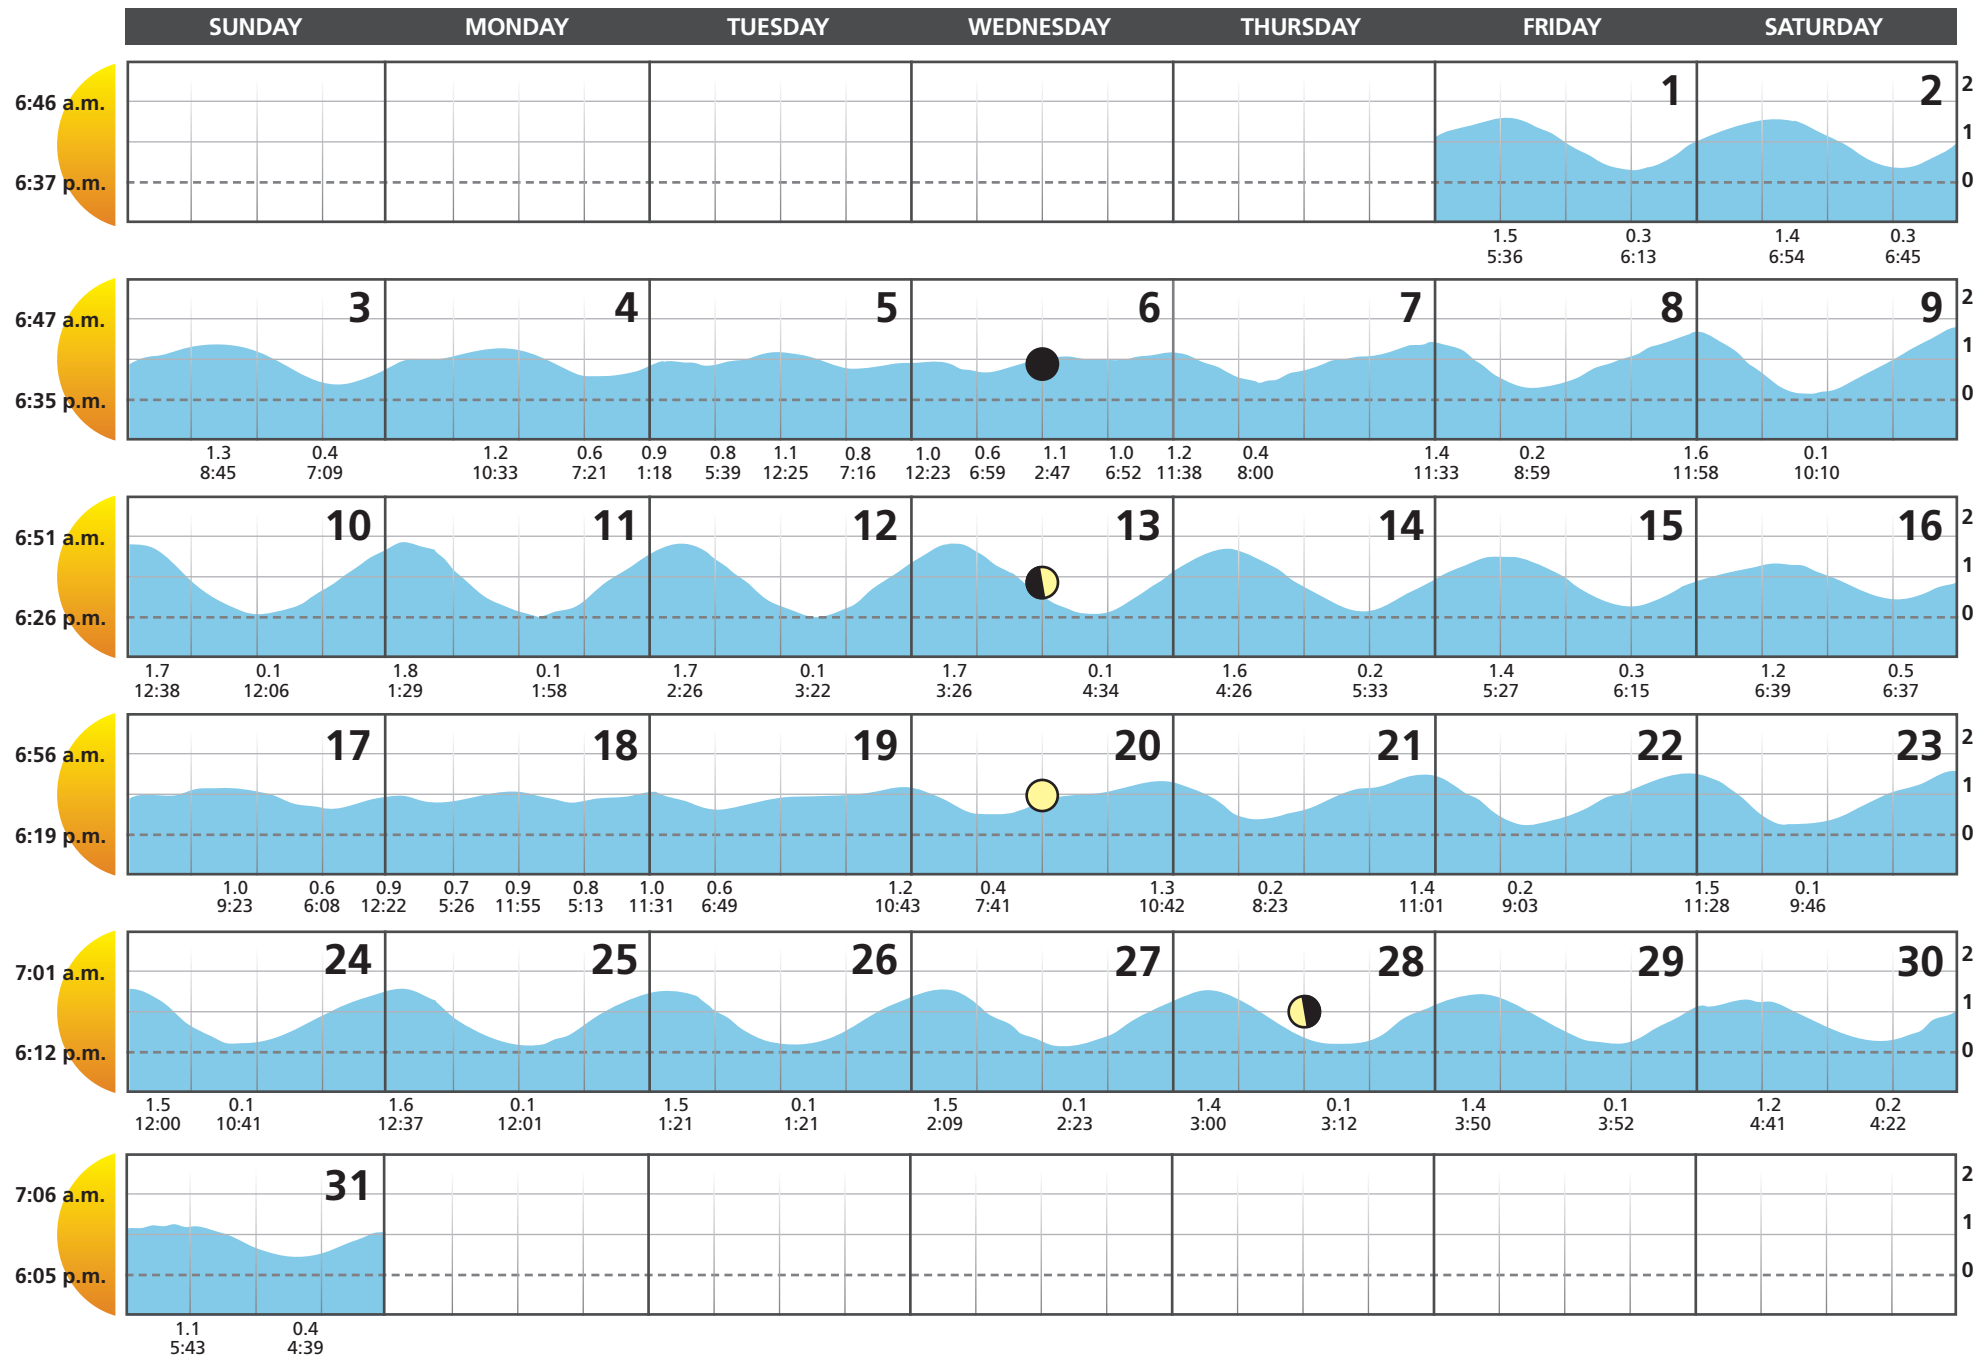 SUNDAY MONDAY TUESDAY WEDNESDAY THURSDAY FRIDAY SATURDAY
1 2
2
6:46 a.m.
1
6:37 p.m.
0
1.5 0.3 1.4 0.3
5:36 6:13 6:54 6:45
3 4 5 6 7 8 9
2
6:47 a.m.
1
6:35 p.m.
0
1.3 0.4 1.2 0.6 0.9 0.8 1.1 0.8 1.0 0.6 1.1 1.0 1.2 0.4 1.4 0.2 1.6 0.1
8:45 7:09 10:33 7:21 1:18 5:39 12:25 7:16 12:23 6:59 2:47 6:52 11:38 8:00 11:33 8:59 11:58 10:10
10 11 12 13 14 15 16
2
6:51 a.m.
1
6:26 p.m.
0
1.7 0.1 1.8 0.1 1.7 0.1 1.7 0.1 1.6 0.2 1.4 0.3 1.2 0.5
12:38 12:06 1:29 1:58 2:26 3:22 3:26 4:34 4:26 5:33 5:27 6:15 6:39 6:37
17 18 19 20 21 22 23
2
6:56 a.m.
1
6:19 p.m.
0
1.0 0.6 0.9 0.7 0.9 0.8 1.0 0.6 1.2 0.4 1.3 0.2 1.4 0.2 1.5 0.1
9:23 6:08 12:22 5:26 11:55 5:13 11:31 6:49 10:43 7:41 10:42 8:23 11:01 9:03 11:28 9:46
24 25 26 27 28 29 30
2
7:01 a.m.
1
6:12 p.m.
0
1.5 0.1 1.6 0.1 1.5 0.1 1.5 0.1 1.4 0.1 1.4 0.1 1.2 0.2
12:00 10:41 12:37 12:01 1:21 1:21 2:09 2:23 3:00 3:12 3:50 3:52 4:41 4:22
31
2
7:06 a.m.
1
6:05 p.m.
0
1.1 0.4
5:43 4:39